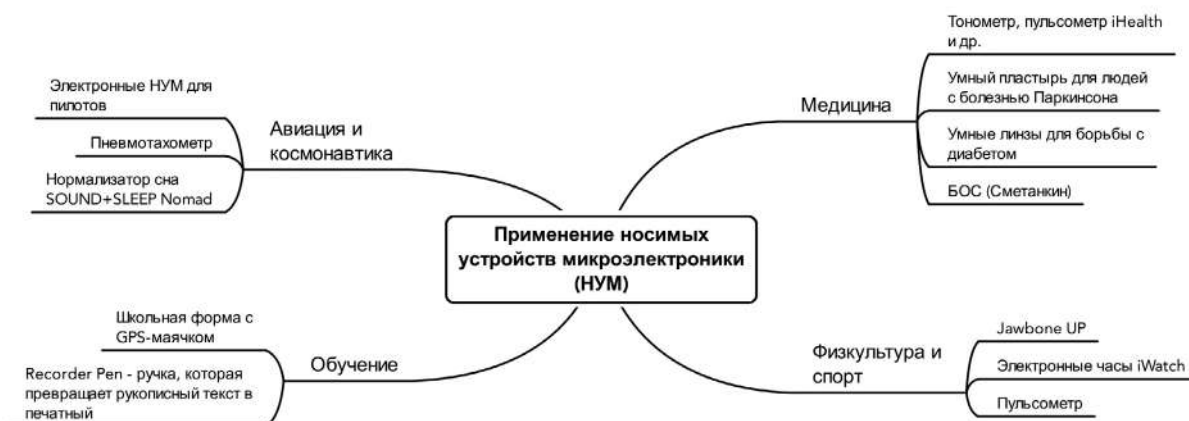 Тонометр, пульсометр iHealth
и др.
Умный пластырь для людей
с болезнью Паркинсона
Медицина
Умные линзы для борьбы с
диабетом
БОС (Сметанкин)
Электронные НУМ для
пилотов
Пневмотахометр
Авиация и
космонавтика
Нормализатор сна
SOUND+SLEEP Nomad
Применение носимых
устройств микроэлектроники
(НУМ)
Школьная форма с
GPS-маячком
Обучение
Recorder Pen - ручка, которая
превращает рукописный текст в
печатный
Физкультура и
спорт
Jawbone UP
Электронные часы iWatch
Пульсометр